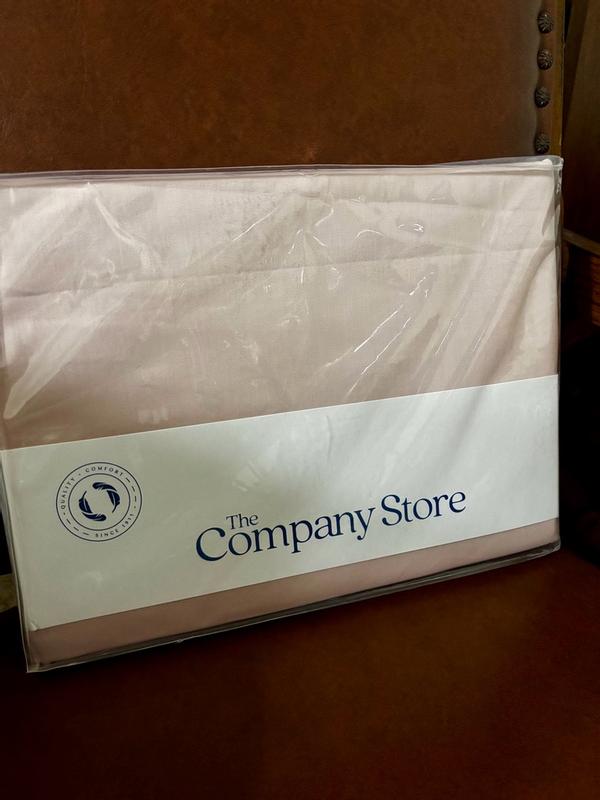 QUALITY • COMFORT
SINCE 1911
The
Company Store